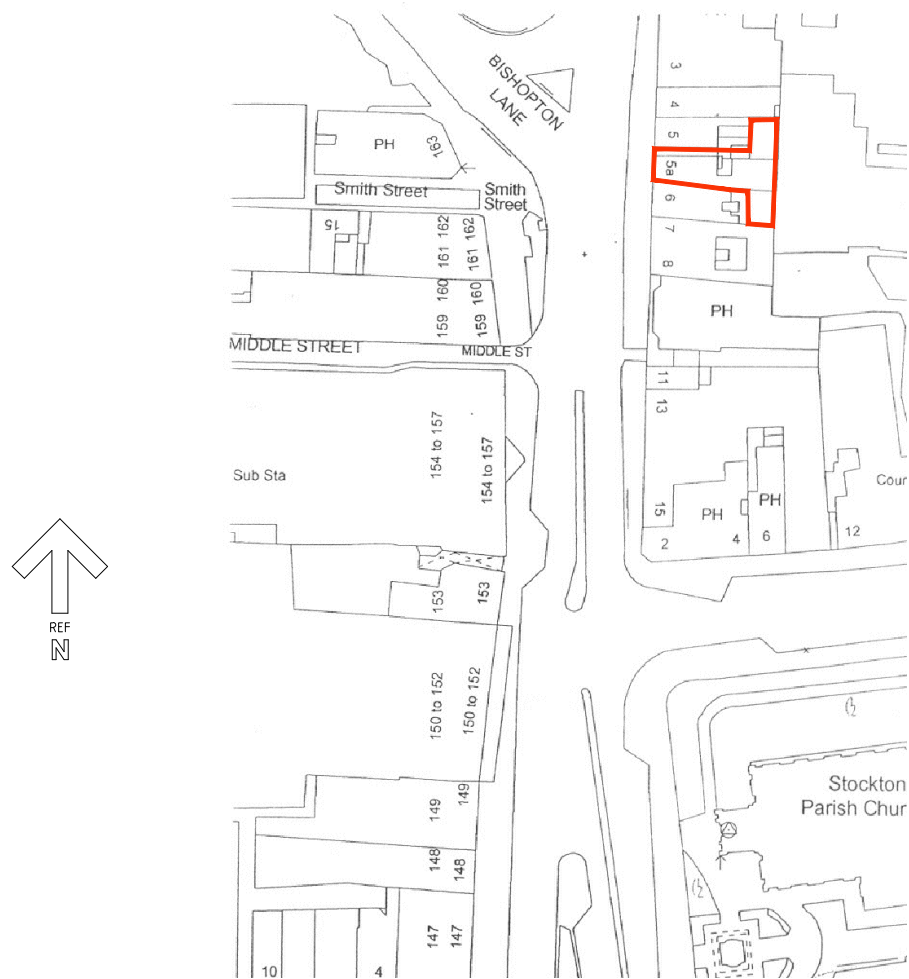 BISHOPTON
LANE
3
4
5
5a
6
7
8
PH
163
PH
Smith Street
Smith
Street
15
162
162
161
161
160
160
159
159
PH
MIDDLE STREET
MIDDLE ST
11
13
154 to 157
154 to 157
Sub Sta
15
PH
PH
2
4
6
12
Cour
153
153
REF
N
150 to 152
150 to 152
149
149
Stockton
Parish Chur
148
148
147
147
10
4